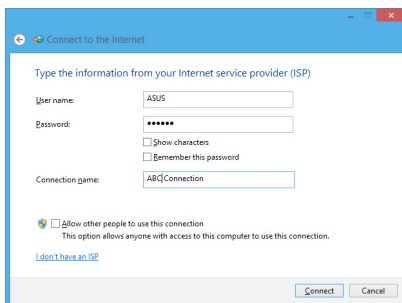 Connect to the Internet
Type the information from your Internet service provider (ISP)
User name: ASUS
Password: ••••••
Show characters
Remember this password
Connection name: ABC Connection
Allow other people to use this connection
This option allows anyone with access to this computer to use this connection.
I don't have an ISP
Connect Cancel